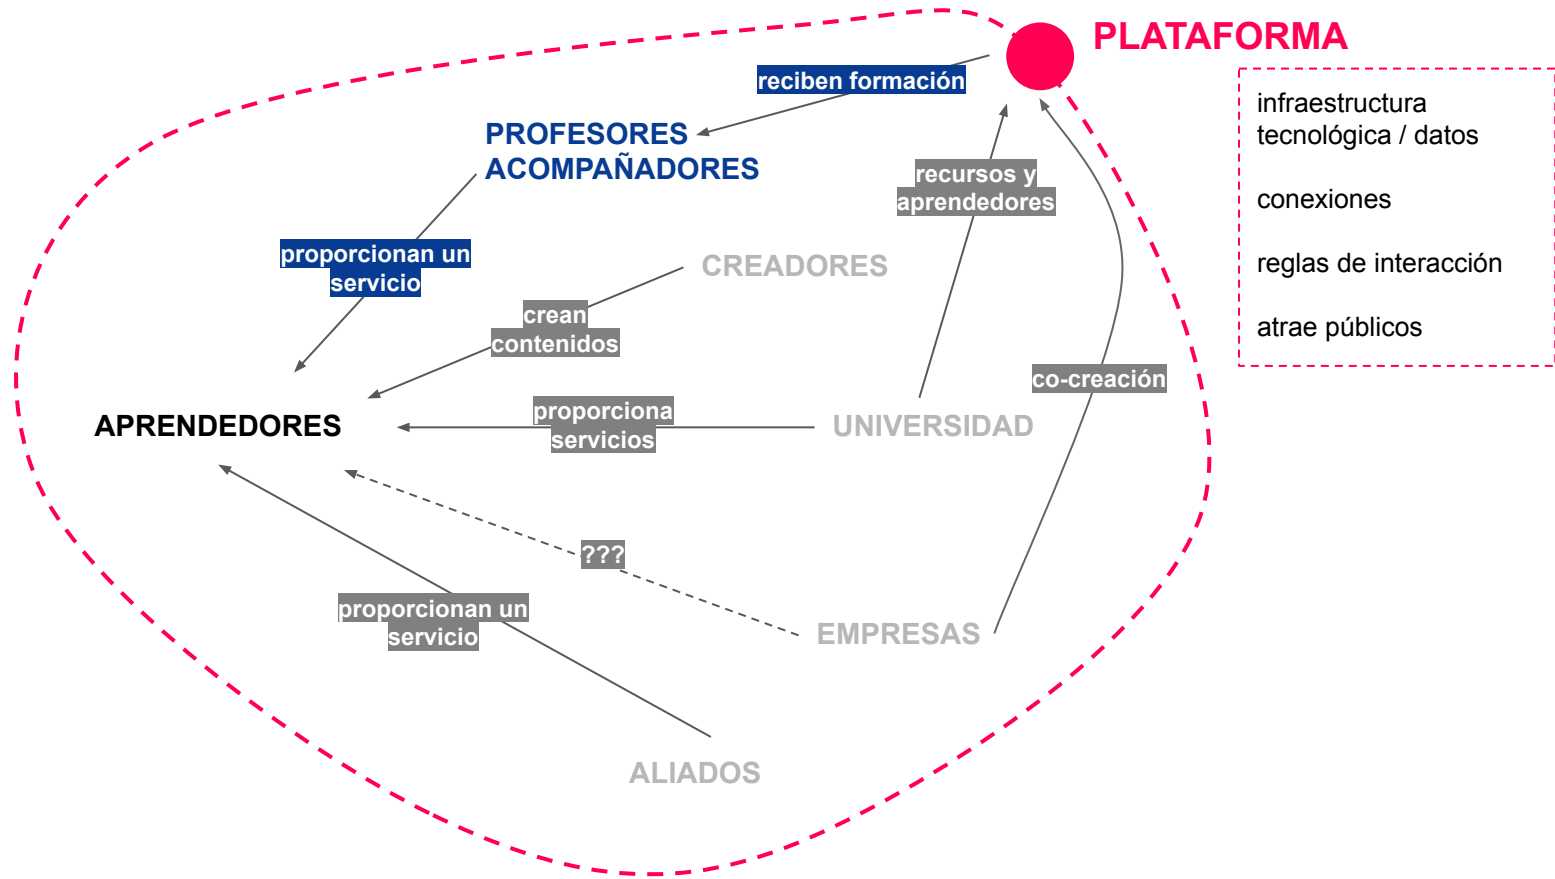 PLATAFORMA
reciben formación
infraestructura
tecnológica / datos
conexiones
reglas de interacción
atrae públicos
PROFESORES
ACOMPAÑADORES
recursos y
aprendedores
proporcionan un
servicio
CREADORES
crean
contenidos
co-creación
APRENDEDORES
proporciona
servicios
UNIVERSIDAD
???
proporcionan un
servicio
EMPRESAS
ALIADOS